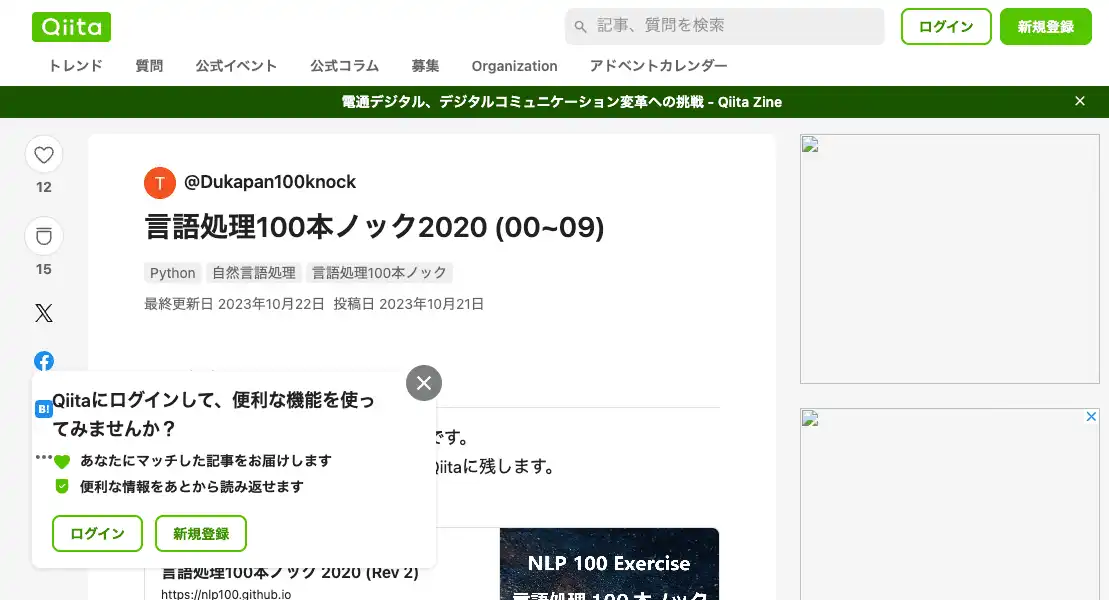 Qiita
記事、質問を検索
ログイン
新規登録
トレンド 質問 公式イベント 公式コラム 募集 Organization アドベントカレンダー
電通デジタル、デジタルコミュニケーション変革への挑戦 - Qiita Zine
12
15
T @Dukapan100knock
言語処理100本ノック2020 (00~09)
Python 自然言語処理 言語処理100本ノック
最終更新日 2023年10月22日 投稿日 2023年10月21日
B!
Qiitaにログインして、便利な機能を使っ
てみませんか？
あなたにマッチした記事をお届けします
便利な情報をあとから読み返せます
ログイン 新規登録
です。
Qiitaに残します。
言語処理100本ノック 2020 (Rev 2)
https://nlp100.github.io
NLP 100 Exercise
言語処理 100 本 ノック